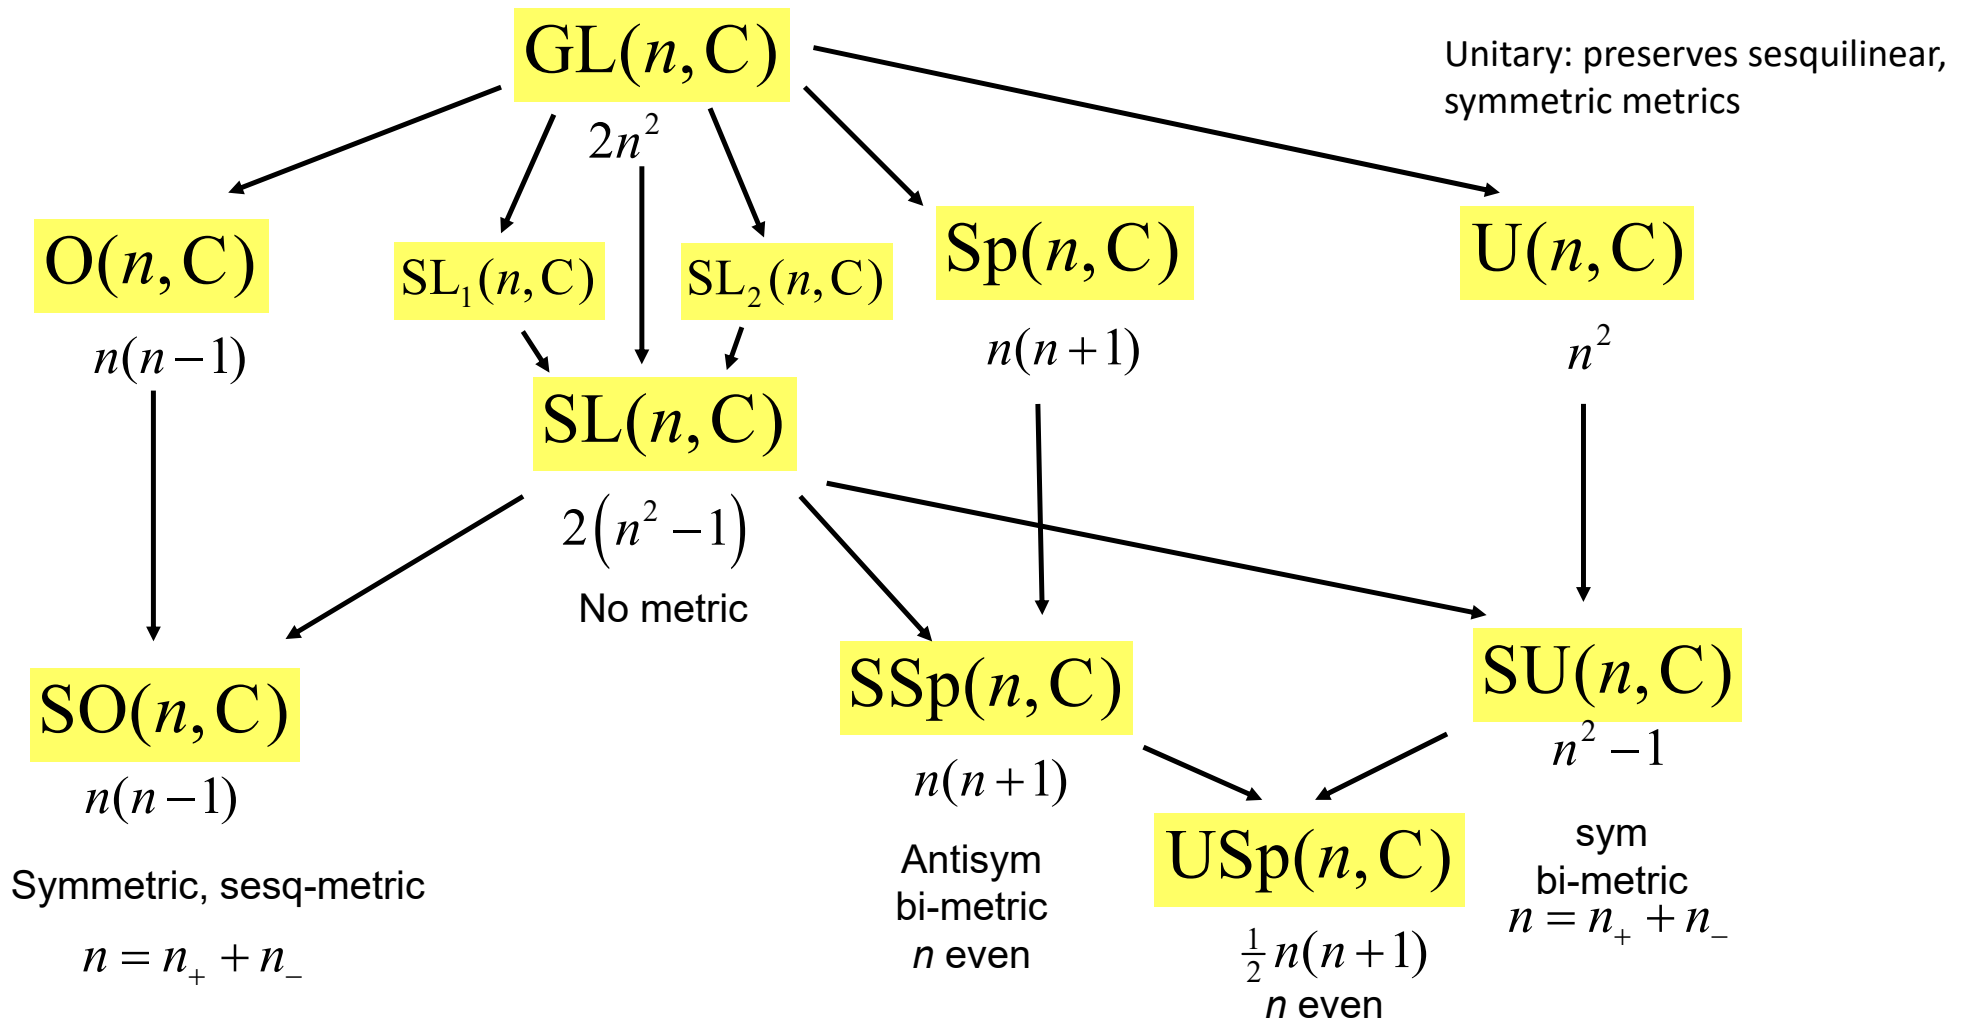 GL(n,C)
2n²
Unitary: preserves sesquilinear,
symmetric metrics
O(n,C)
n(n−1)
SL₁(n,C)
SL₂(n,C)
Sp(n,C)
n(n+1)
U(n,C)
n²
SL(n,C)
2(n²−1)
No metric
SO(n,C)
n(n−1)
Symmetric, sesq-metric
n = n₊ + n₋
SSp(n,C)
n(n+1)
Antisym
bi-metric
n even
SU(n,C)
n²−1
sym
bi-metric
n = n₊ + n₋
USp(n,C)
½n(n+1)
n even